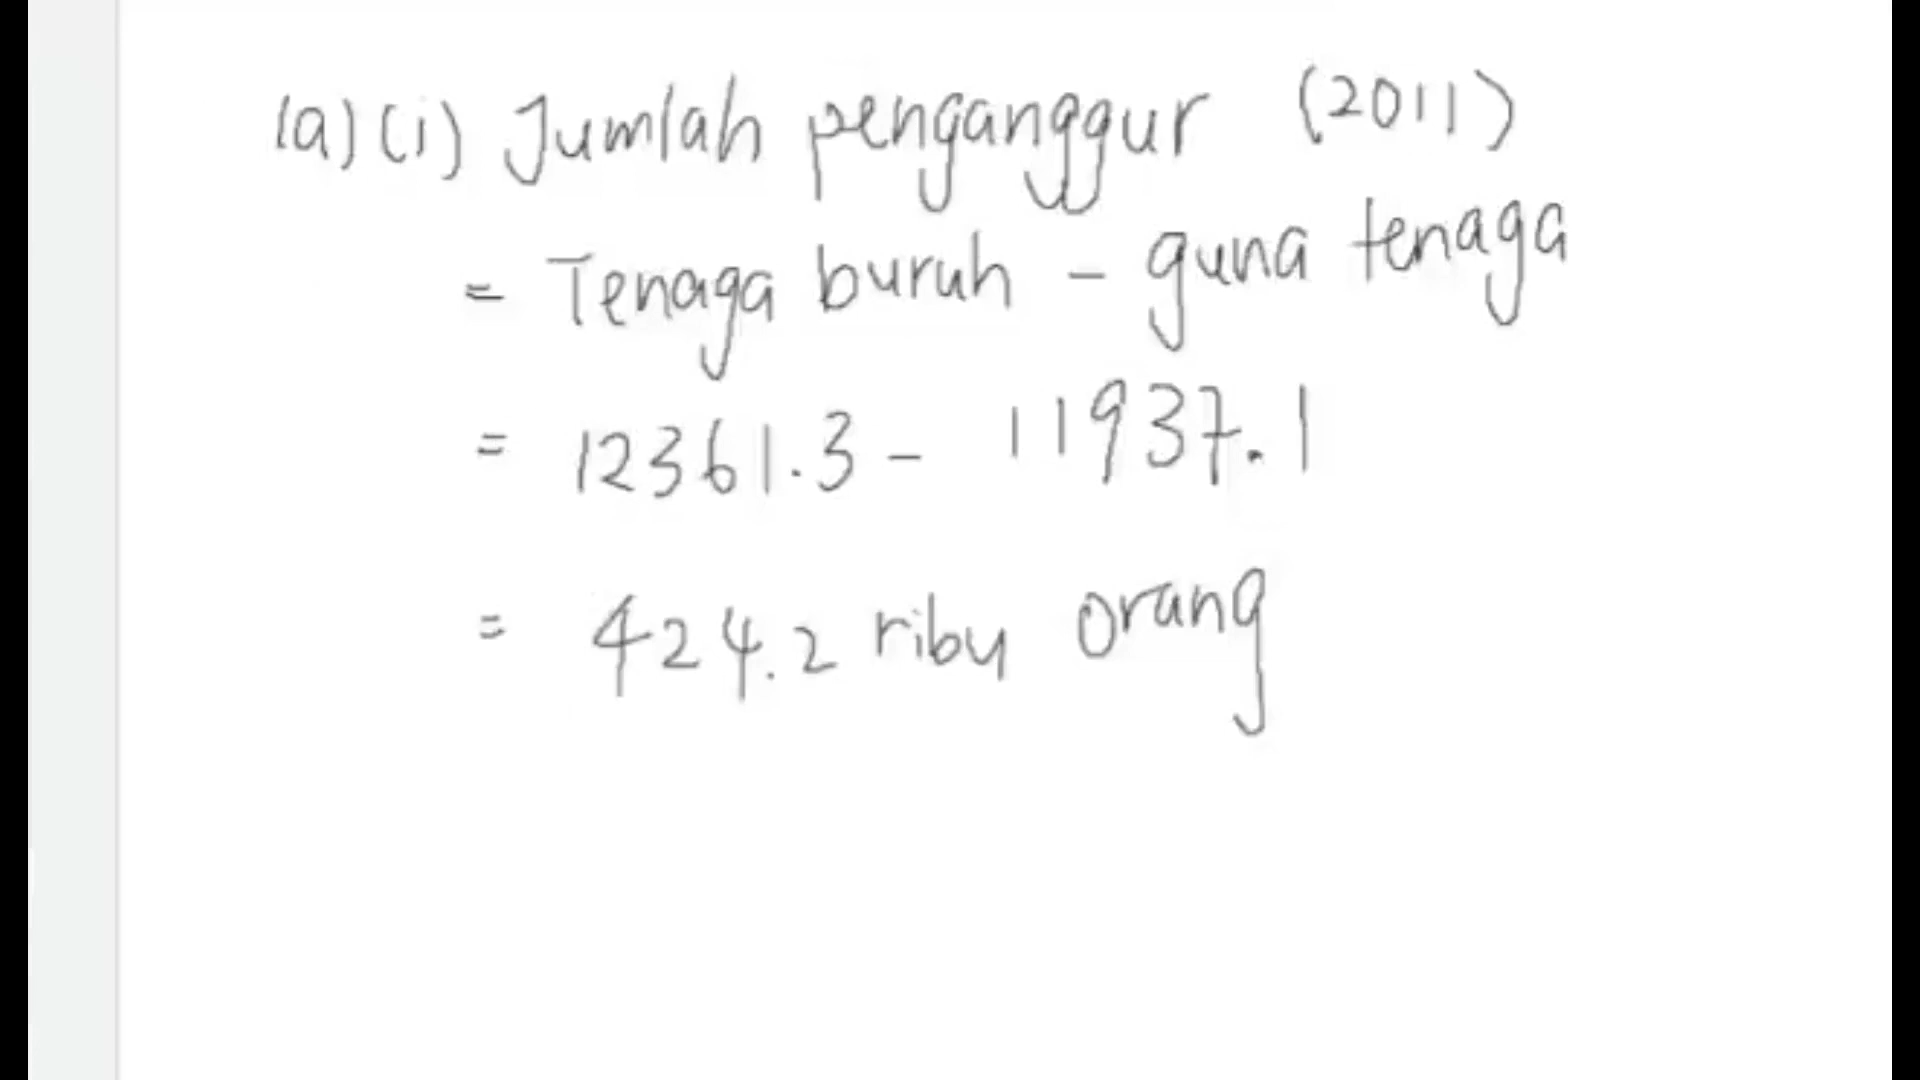 (a)(i) Jumlah penganggur (2011)
= Tenaga buruh - guna tenaga
= 12361.3 - 11937.1
= 424.2 ribu orang